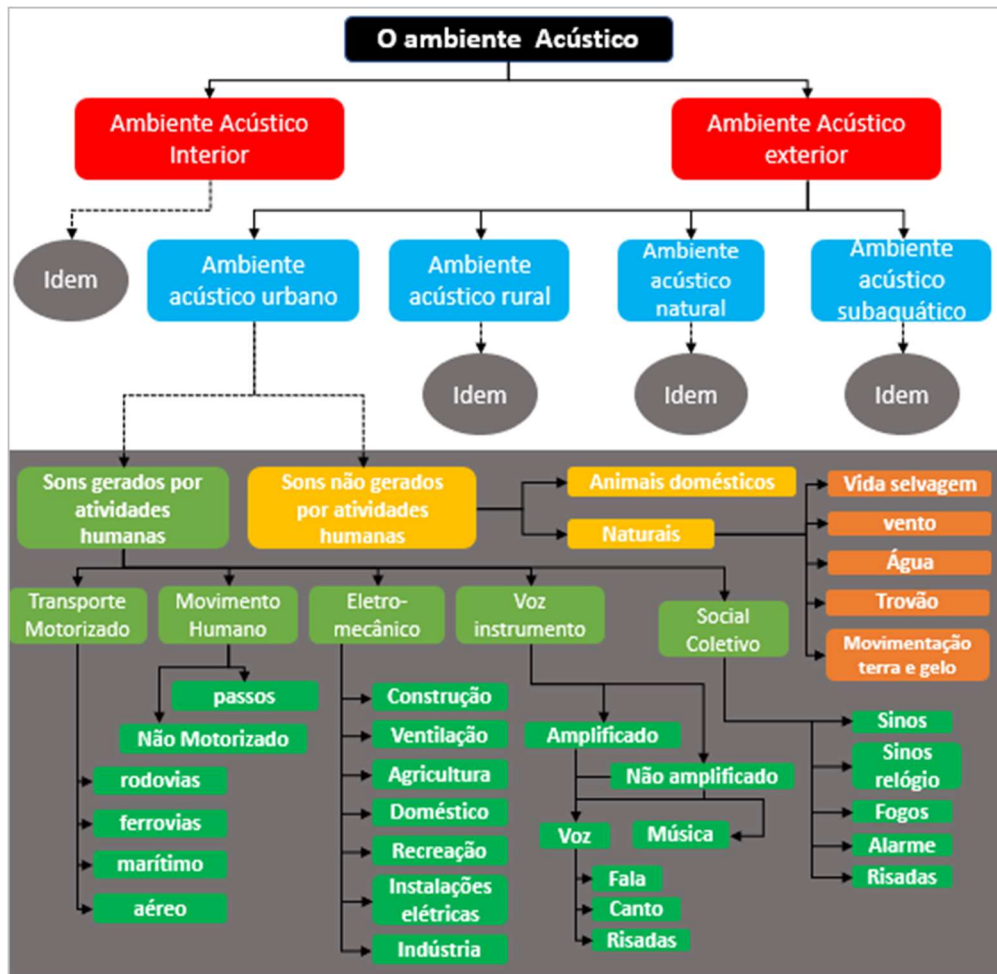 O ambiente Acústico
Ambiente Acústico
Interior
Ambiente Acústico
exterior
Idem
Ambiente
acústico urbano
Ambiente
acústico rural
Ambiente
acústico
natural
Ambiente
acústico
subaquático
Idem
Idem
Idem
Sons gerados por
atividades
humanas
Sons não gerados
por atividades
humanas
Animais domésticos
Naturais
Vida selvagem
vento
Água
Trovão
Movimentação
terra e gelo
Transporte
Motorizado
Movimento
Humano
Eletro-
mecânico
Voz
instrumento
Social
Coletivo
passos
Não Motorizado
rodovias
ferrovias
marítimo
aéreo
Construção
Ventilação
Agricultura
Doméstico
Recreação
Instalações
elétricas
Indústria
Amplificado
Não amplificado
Voz
Música
Fala
Canto
Risadas
Sinos
Sinos
relógio
Fogos
Alarme
Risadas